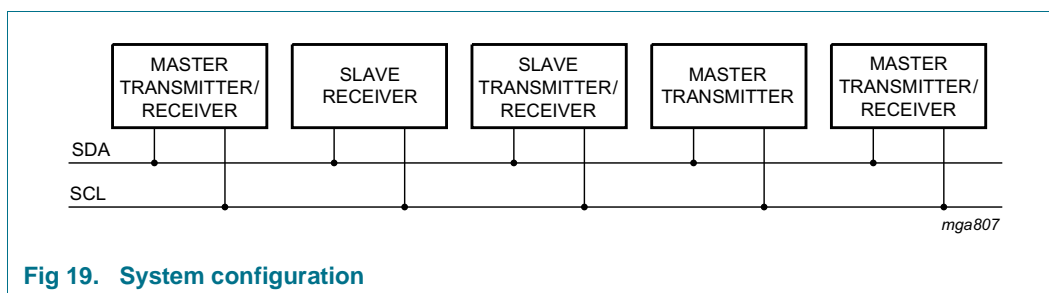 MASTER
TRANSMITTER/
RECEIVER
SLAVE
RECEIVER
SLAVE
TRANSMITTER/
RECEIVER
MASTER
TRANSMITTER
MASTER
TRANSMITTER/
RECEIVER
SDA
SCL
mga807
Fig 19. System configuration